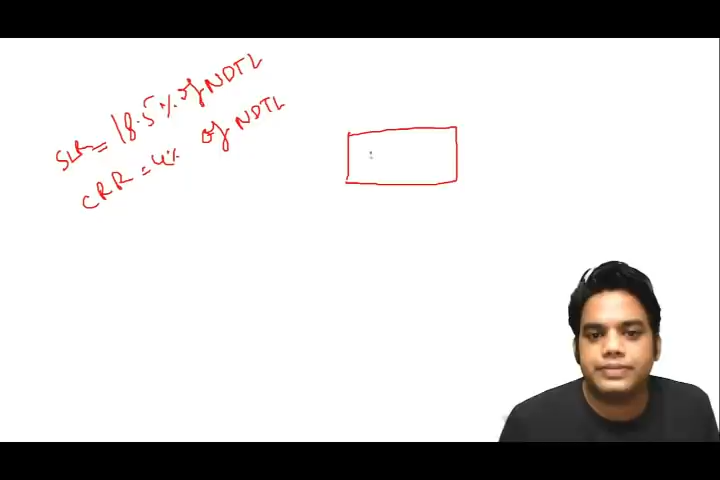 SLR = 18.5% of NDTL
CRR = 4% of NDTL